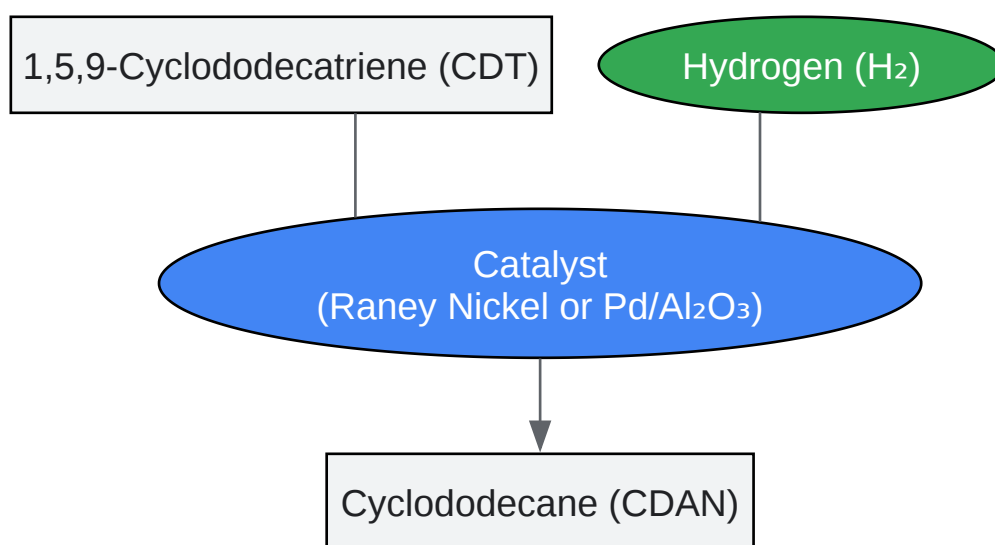 1,5,9-Cyclododecatriene (CDT)
Hydrogen (H₂)
Catalyst
(Raney Nickel or Pd/Al₂O₃)
Cyclododecane (CDAN)